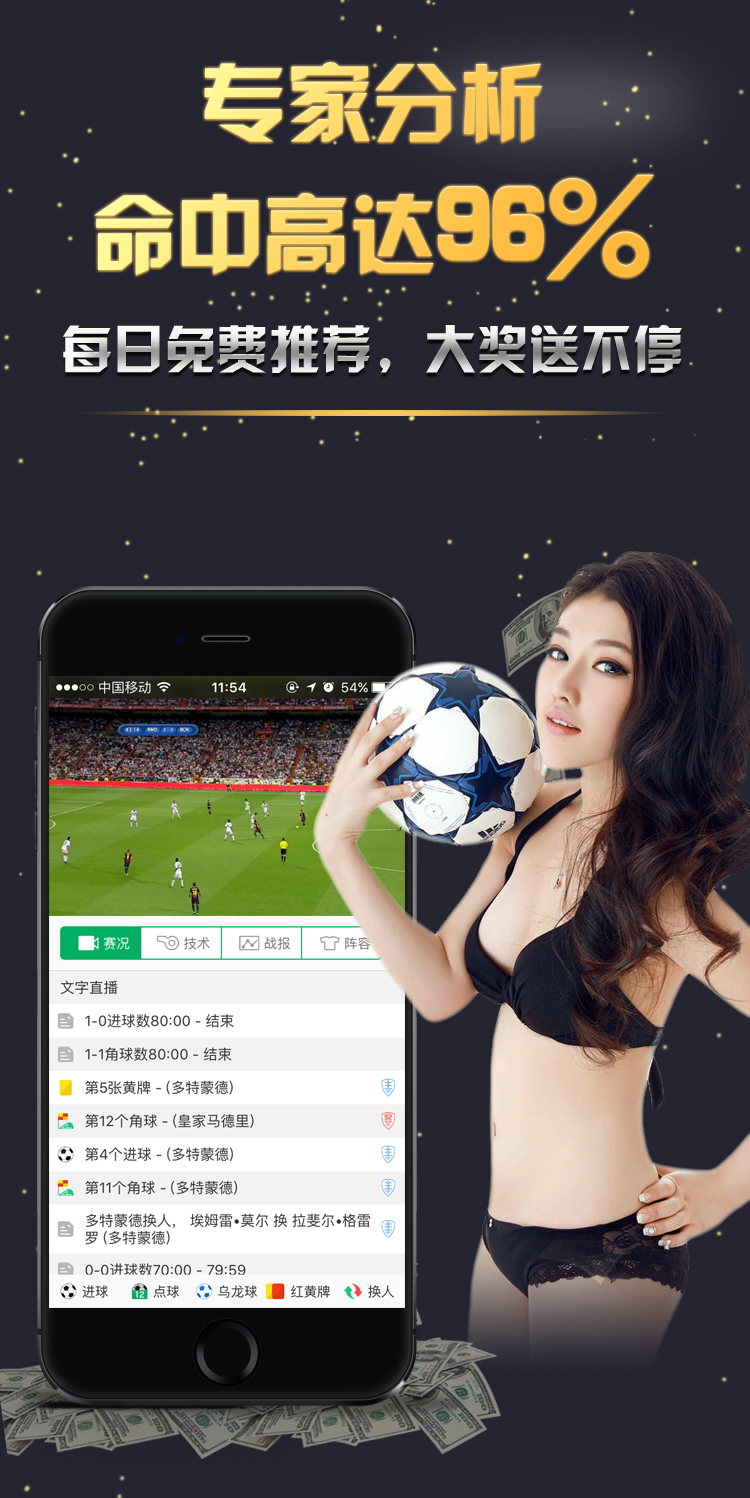 专家分析
命中高达96%
每日免费推荐，大奖送不停
中国移动 11:54 54%
赛况 技术 战报 阵容
文字直播
1-0进球数80:00 - 结束
1-1角球数80:00 - 结束
第5张黄牌 - (多特蒙德)
第12个角球 - (皇家马德里)
第4个进球 - (多特蒙德)
第11个角球 - (多特蒙德)
多特蒙德换人， 埃姆雷•莫尔 换 拉斐尔•格雷
罗 (多特蒙德)
0-0进球数70:00 - 79:59
进球 12 点球 乌龙球 红黄牌 换人